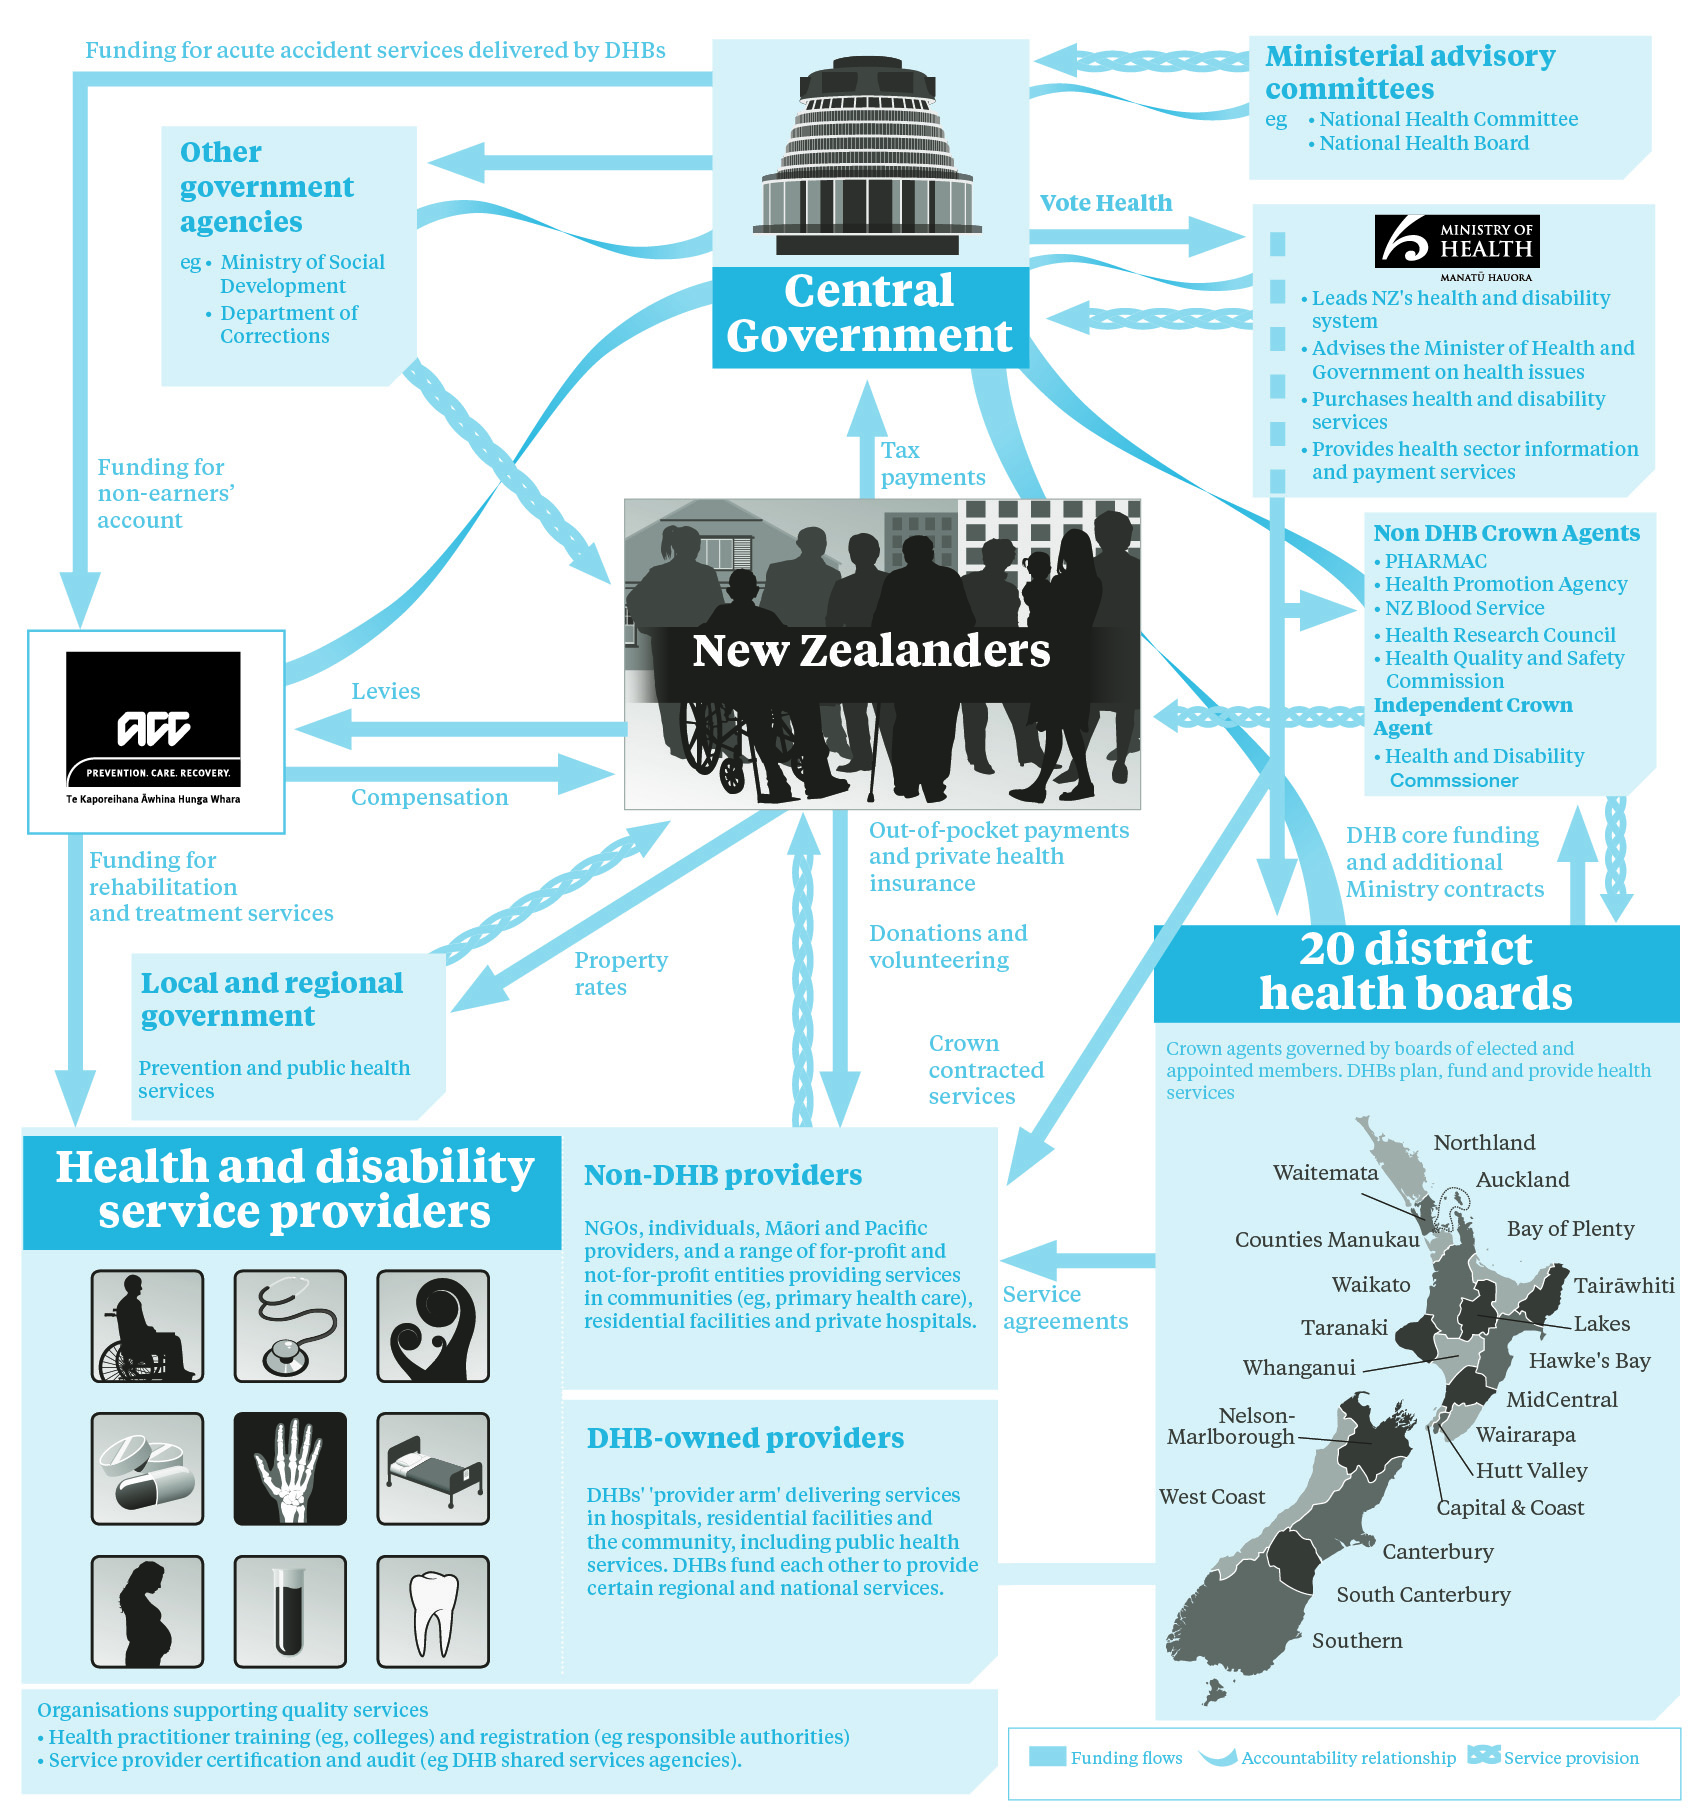 Funding for acute accident services delivered by DHBs
Ministerial advisory
committees
eg • National Health Committee
• National Health Board
Other
government
agencies
eg • Ministry of Social
Development
• Department of
Corrections
Central
Government
Vote Health
MINISTRY OF
HEALTH
MANATŪ HAUORA
• Leads NZ's health and disability
system
• Advises the Minister of Health and
Government on health issues
• Purchases health and disability
services
• Provides health sector information
and payment services
Funding for
non-earners’
account
Tax
payments
Non DHB Crown Agents
• PHARMAC
• Health Promotion Agency
• NZ Blood Service
• Health Research Council
• Health Quality and Safety
Commission
Independent Crown
Agent
• Health and Disability
Commssioner
New Zealanders
ACC
PREVENTION. CARE. RECOVERY.
Te Kaporeihana Āwhina Hunga Whara
Levies
Compensation
Funding for
rehabilitation
and treatment services
Out-of-pocket payments
and private health
insurance
Donations and
volunteering
DHB core funding
and additional
Ministry contracts
Property
rates
Local and regional
government
Prevention and public health
services
Crown
contracted
services
20 district
health boards
Crown agents governed by boards of elected and
appointed members. DHBs plan, fund and provide health
services
Northland
Waitemata
Auckland
Bay of Plenty
Counties Manukau
Waikato
Tairāwhiti
Taranaki
Lakes
Whanganui
Hawke's Bay
MidCentral
Nelson-
Marlborough
Wairarapa
Hutt Valley
West Coast
Capital & Coast
Canterbury
South Canterbury
Southern
Health and disability
service providers
Non-DHB providers
NGOs, individuals, Māori and Pacific
providers, and a range of for-profit and
not-for-profit entities providing services
in communities (eg, primary health care),
residential facilities and private hospitals.
Service
agreements
DHB-owned providers
DHBs' 'provider arm' delivering services
in hospitals, residential facilities and
the community, including public health
services. DHBs fund each other to provide
certain regional and national services.
Organisations supporting quality services
• Health practitioner training (eg, colleges) and registration (eg responsible authorities)
• Service provider certification and audit (eg DHB shared services agencies).
Funding flows
Accountability relationship
Service provision